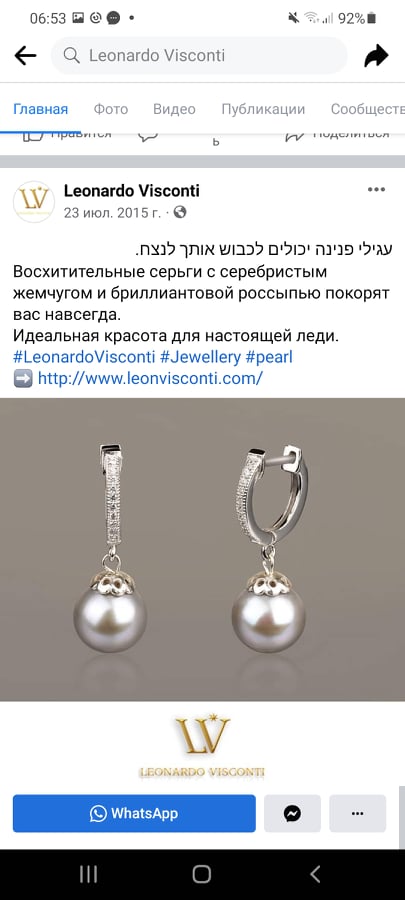 06:53
92%
Leonardo Visconti
Главная Фото Видео Публикации Сообществ
Нравится ь Поделиться
Leonardo Visconti
23 июл. 2015 г. ·
עגילי פנינה יכולים לכבוש אותך לנצח.
Восхитительные серьги с серебристым
жемчугом и бриллиантовой россыпью покорят
вас навсегда.
Идеальная красота для настоящей леди.
#LeonardoVisconti #Jewellery #pearl
➡ http://www.leonvisconti.com/
LV
LEONARDO VISCONTI
WhatsApp